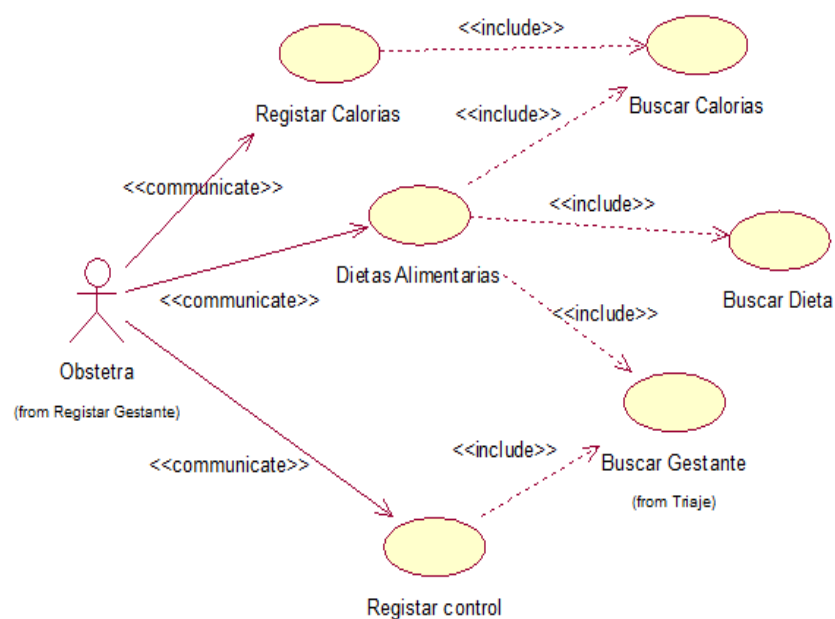 <<include>>
Registar Calorias
Buscar Calorias
<<include>>
<<communicate>>
<<include>>
Dietas Alimentarias
<<communicate>>
Buscar Dieta
<<include>>
Obstetra
(from Registar Gestante)
<<communicate>>
<<include>>
Buscar Gestante
(from Triaje)
Registar control